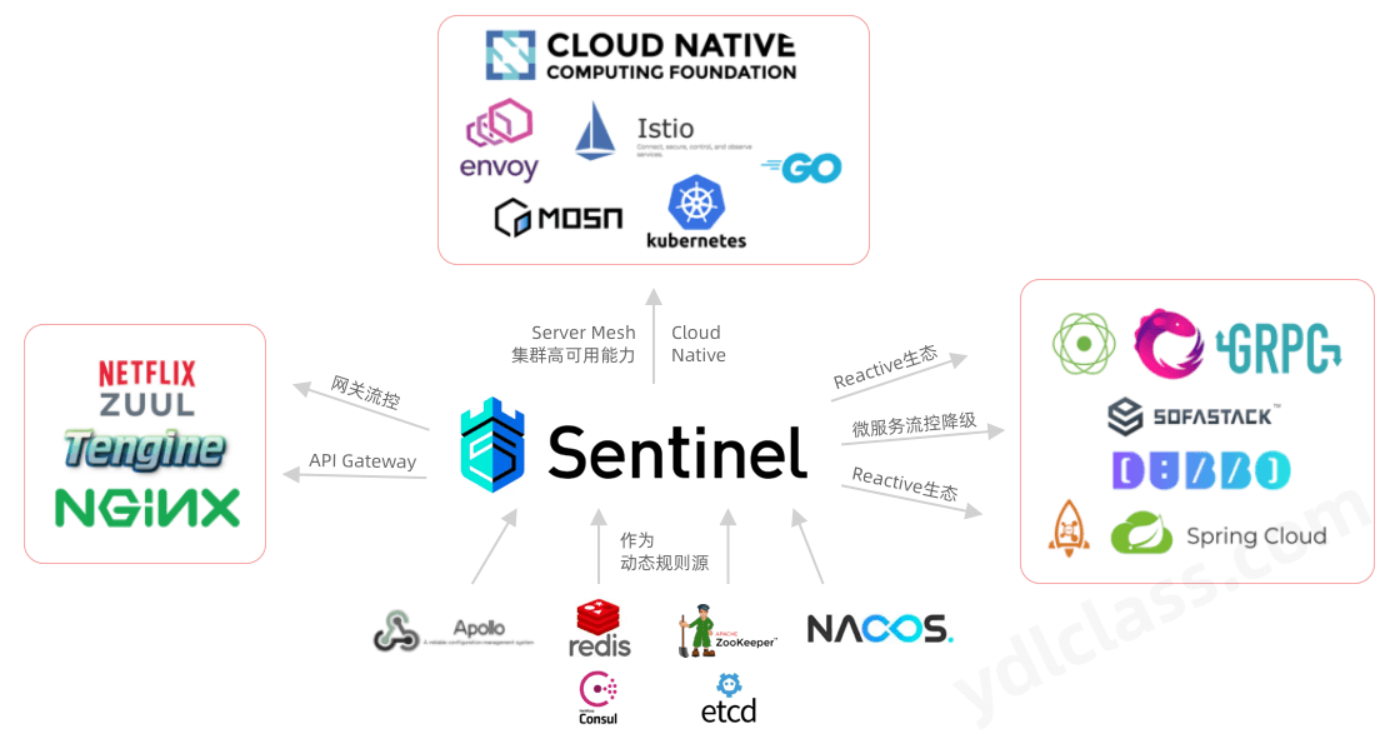 CLOUD NATIVE
COMPUTING FOUNDATION
envoy
Istio
Connect, secure, control, and observe
services.
GO
MOSN
kubernetes
Server Mesh
集群高可用能力
Cloud
Native
NETFLIX
ZUUL
Tengine
NGINX
网关流控
API Gateway
Sentinel
Reactive生态
微服务流控降级
Reactive生态
GRPC
SOFASTACK™
DUBBO
Spring Cloud
作为
动态规则源
Apollo
A reliable configuration management system
redis
APACHE
ZooKeeper™
NACOS.
HashiCorp
Consul
etcd
ydlclass.com